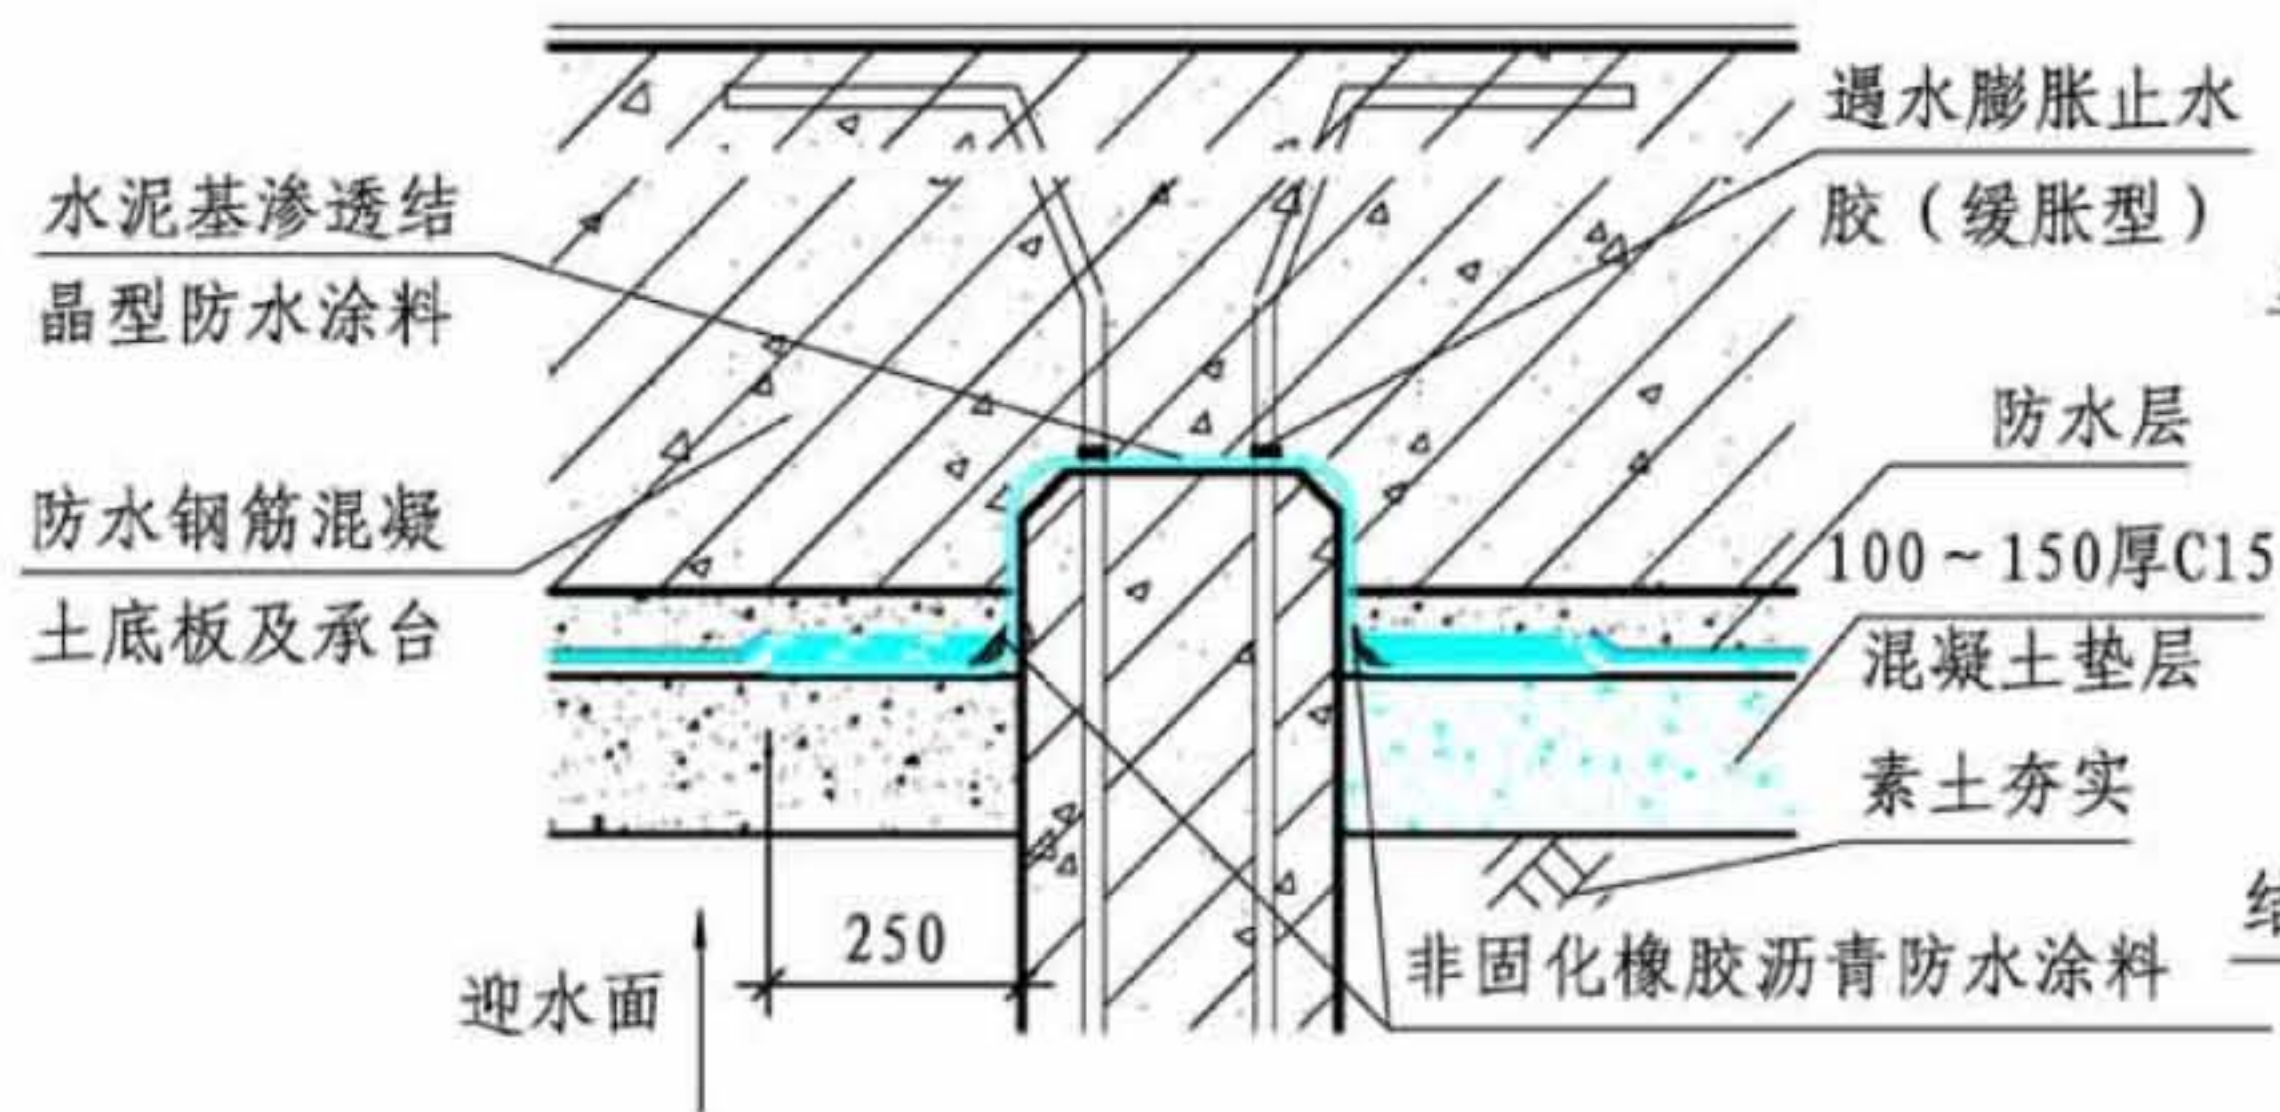 遇水膨胀止水
胶（缓胀型）
水泥基渗透结
晶型防水涂料
防水层
防水钢筋混凝
土底板及承台
100～150厚C15
混凝土垫层
素土夯实
250
非固化橡胶沥青防水涂料
迎水面